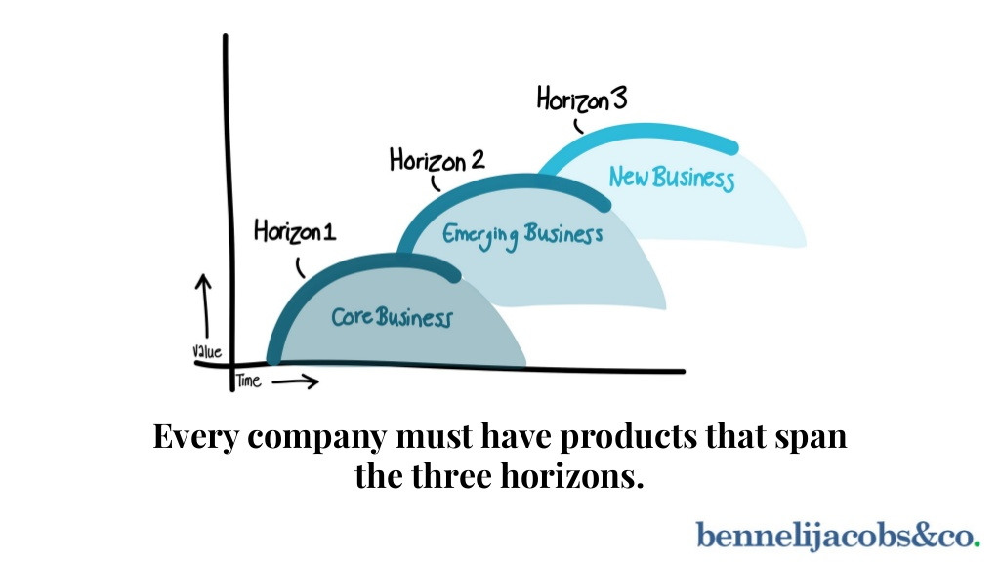 Horizon 3
New Business
Horizon 2
Emerging Business
Horizon 1
Core Business
Value
Time
Every company must have products that span
the three horizons.
bennelijacobs&co.